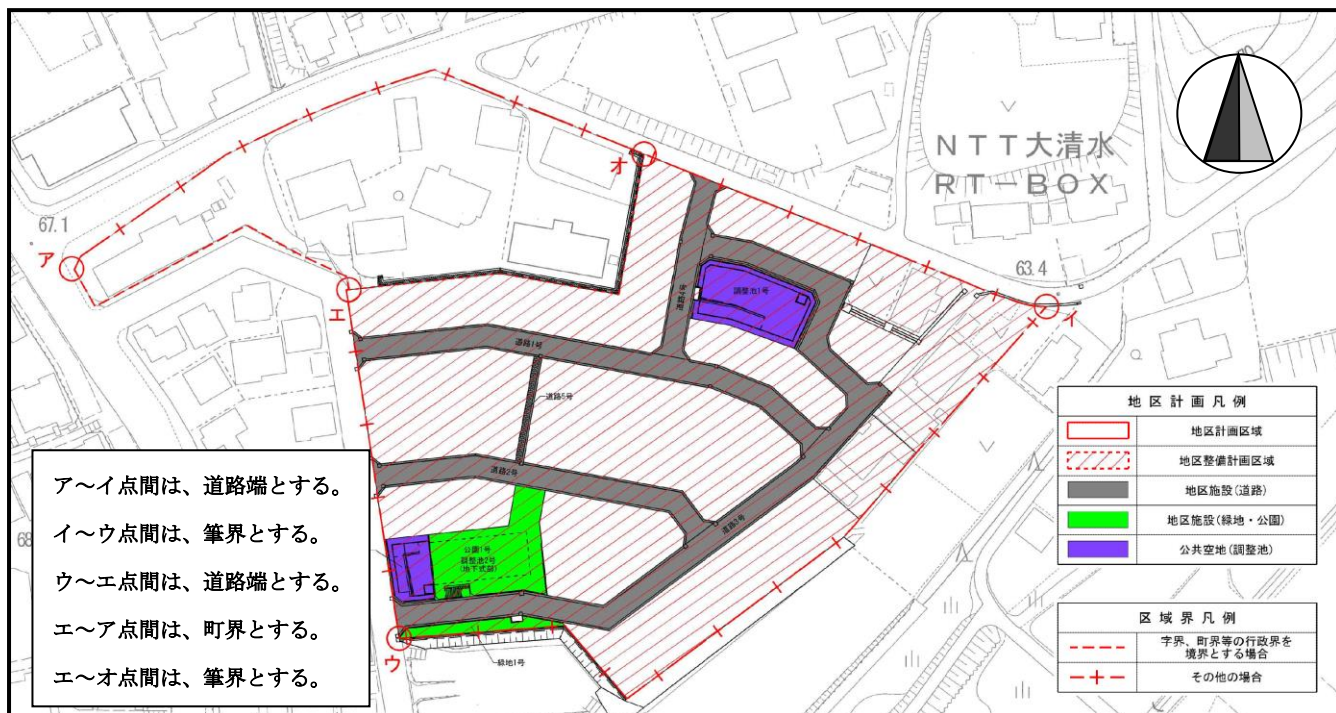 NTT大清水
RT-BOX
67.1
ア
オ
エ
63.4
イ
調整池1号
道路4号
道路1号
道路5号
道路2号
道路3号
公園1号
調整池2号
(地下式調)
ウ
緑地1号
68
ア～イ点間は、道路端とする。
イ～ウ点間は、筆界とする。
ウ～エ点間は、道路端とする。
エ～ア点間は、町界とする。
エ～オ点間は、筆界とする。
地区計画凡例
地区計画区域
地区整備計画区域
地区施設(道路)
地区施設(緑地・公園)
公共空地(調整池)
区域界凡例
字界、町界等の行政界を
境界とする場合
その他の場合